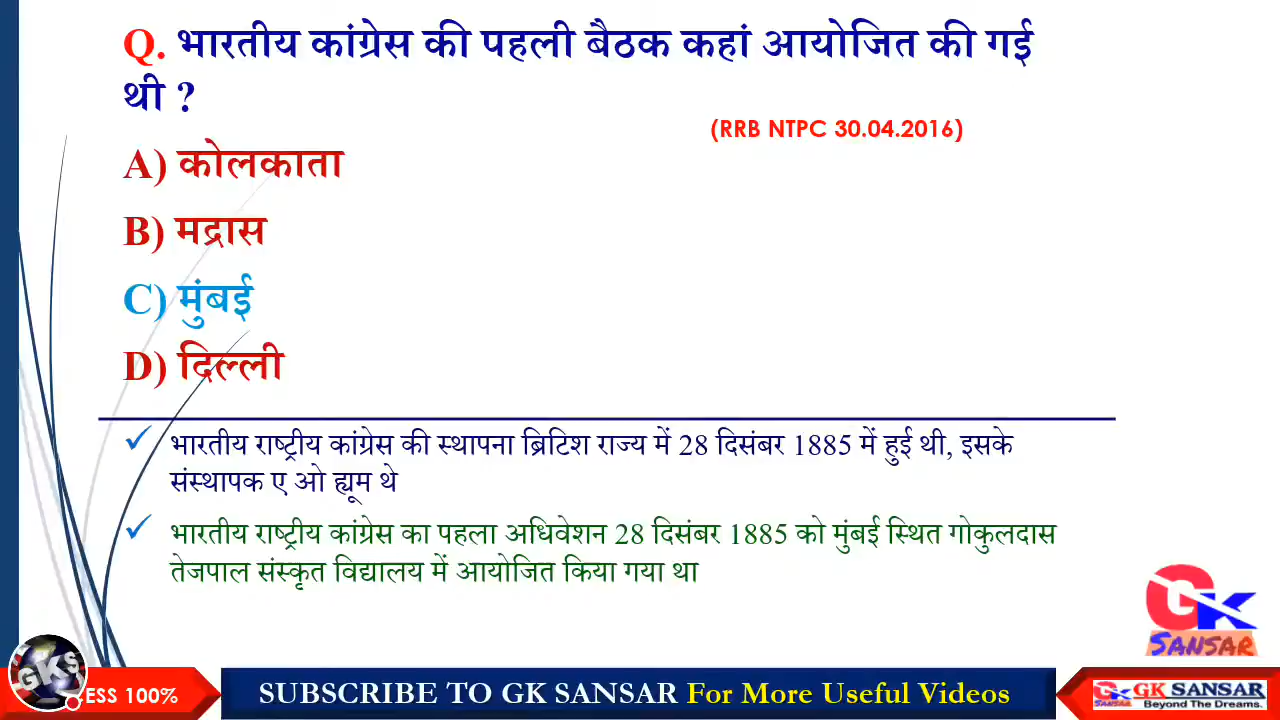 Q. भारतीय कांग्रेस की पहली बैठक कहां आयोजित की गई
थी ?
(RRB NTPC 30.04.2016)
A) कोलकाता
B) मद्रास
C) मुंबई
D) दिल्ली
भारतीय राष्ट्रीय कांग्रेस की स्थापना ब्रिटिश राज्य में 28 दिसंबर 1885 में हुई थी, इसके
संस्थापक ए ओ ह्यूम थे
भारतीय राष्ट्रीय कांग्रेस का पहला अधिवेशन 28 दिसंबर 1885 को मुंबई स्थित गोकुलदास
तेजपाल संस्कृत विद्यालय में आयोजित किया गया था
GK
SANSAR
GKS
ESS 100%
SUBSCRIBE TO GK SANSAR For More Useful Videos
GK SANSAR GK SANSAR
Beyond The Dreams.